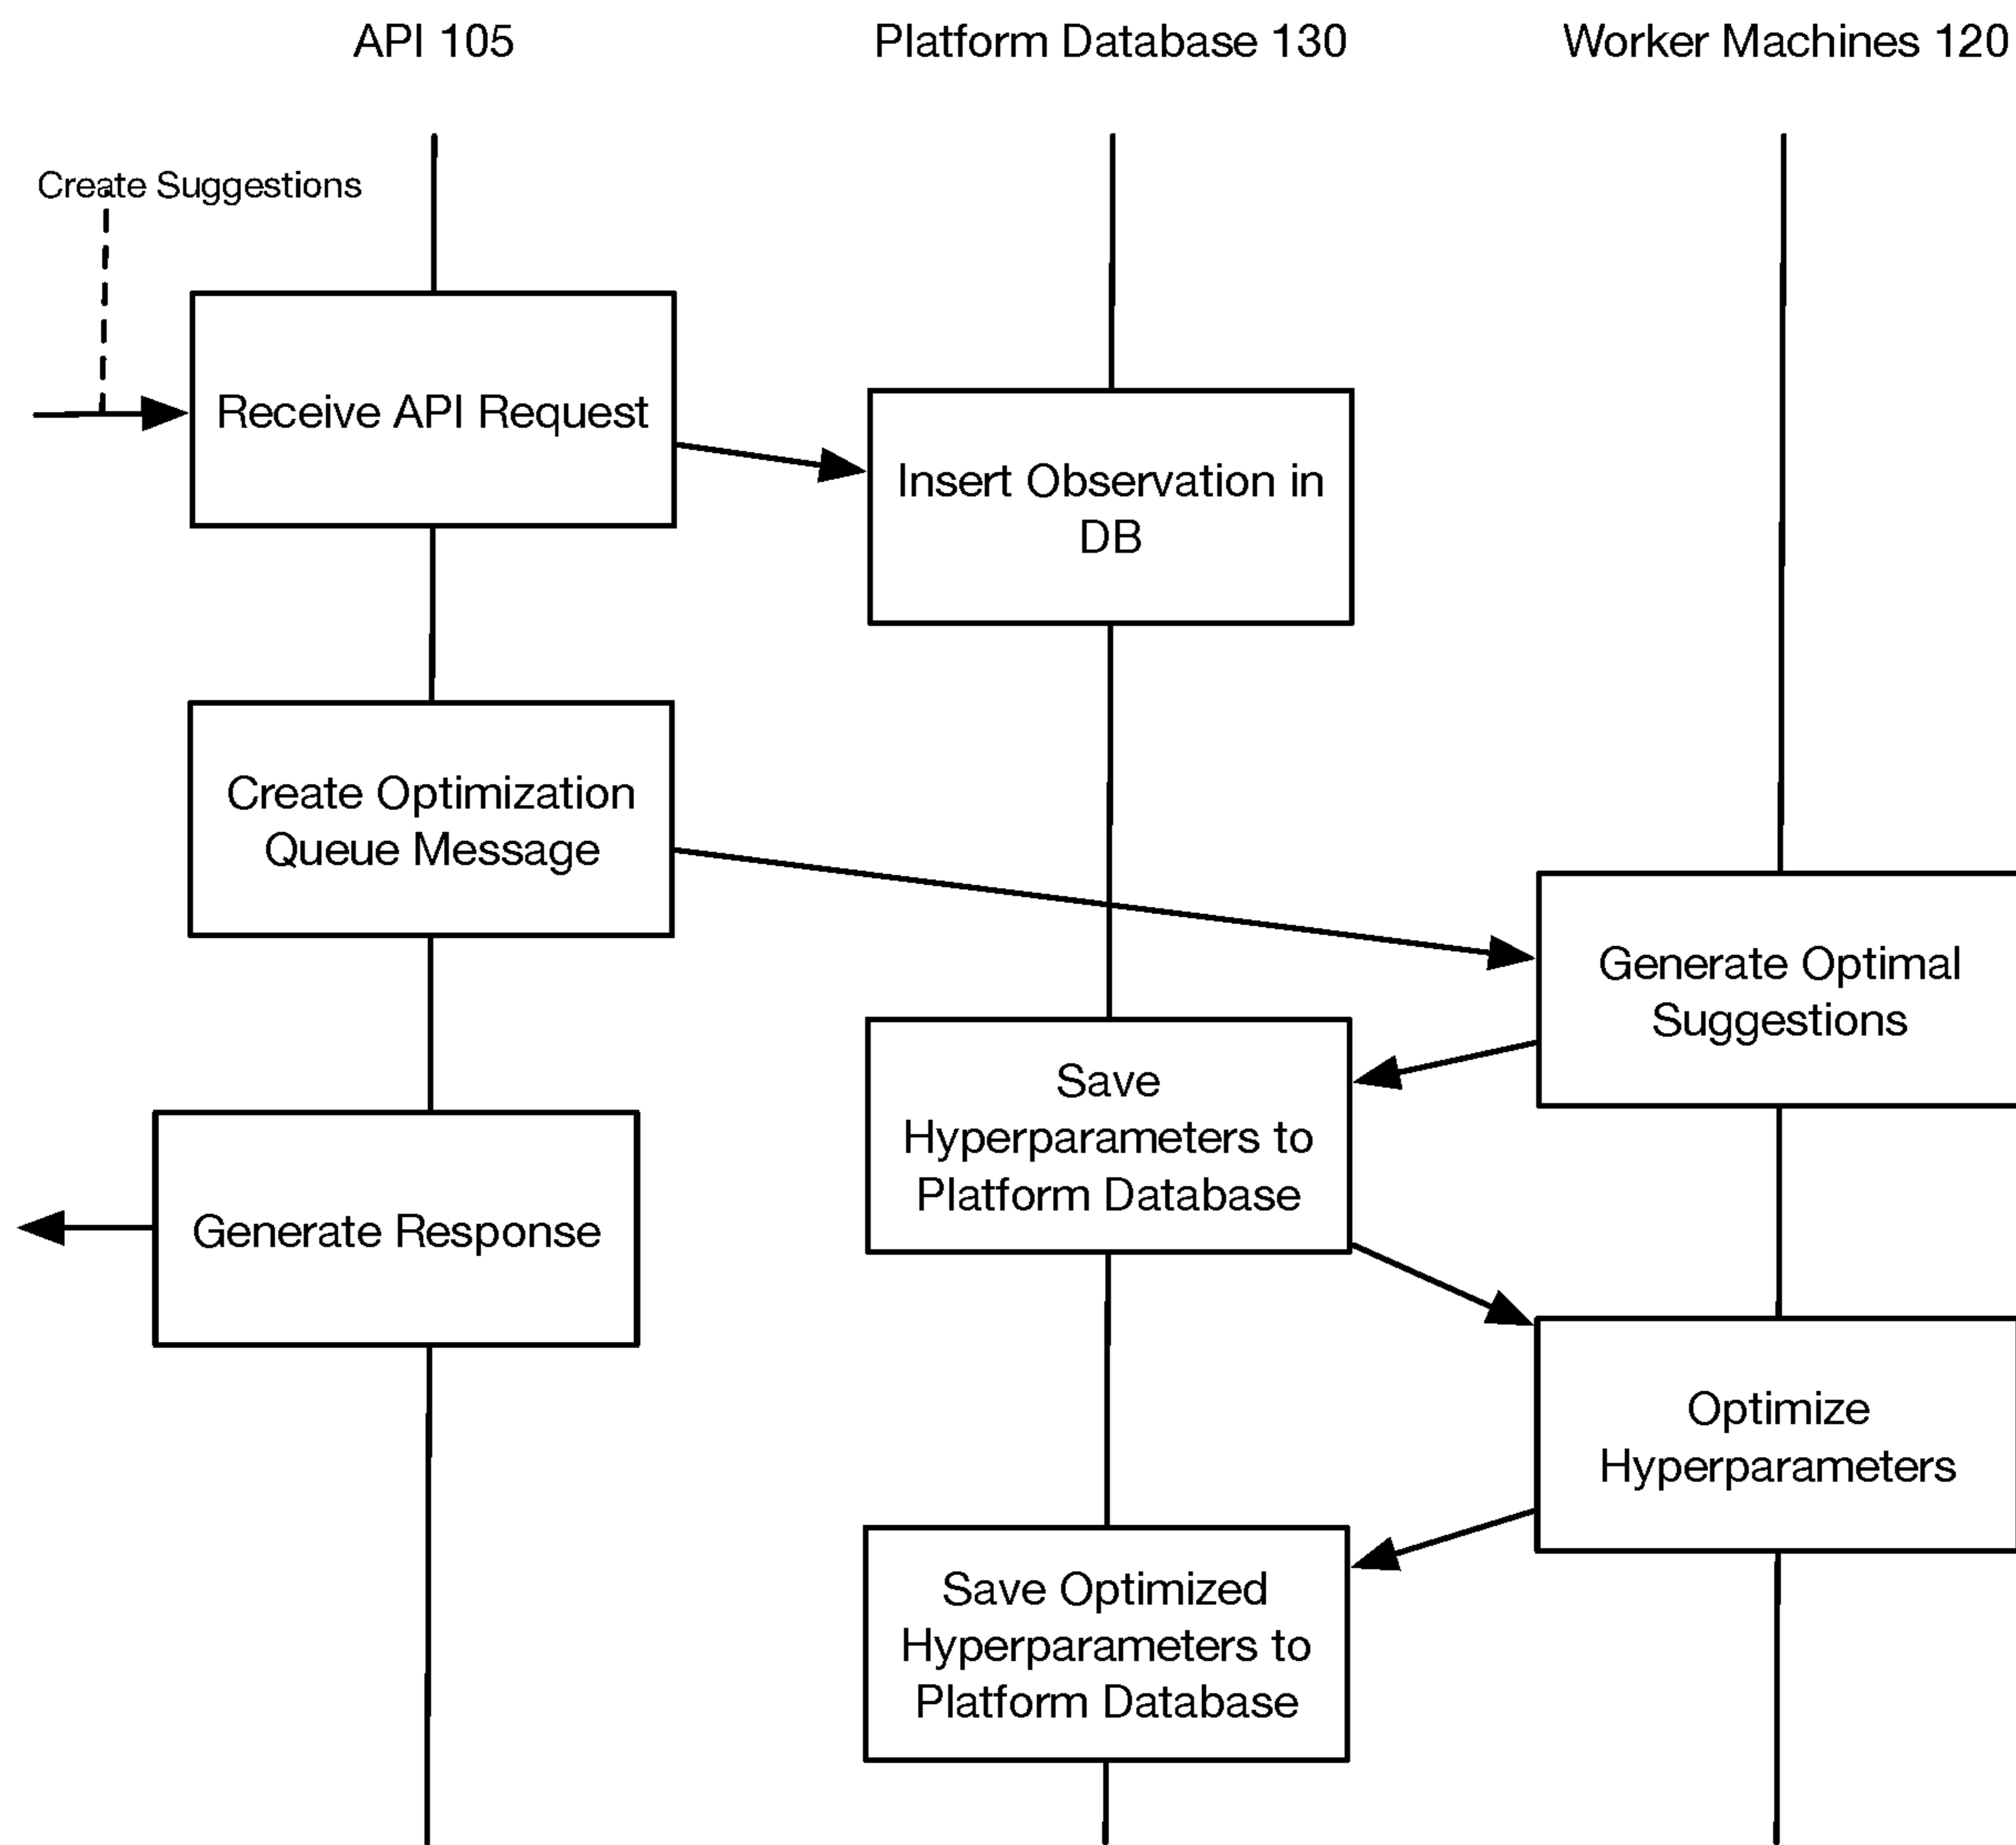 API 105
Platform Database 130
Worker Machines 120
Create Suggestions
Receive API Request
Insert Observation in
DB
Create Optimization
Queue Message
Generate Optimal
Suggestions
Save
Hyperparameters to
Platform Database
Generate Response
Optimize
Hyperparameters
Save Optimized
Hyperparameters to
Platform Database